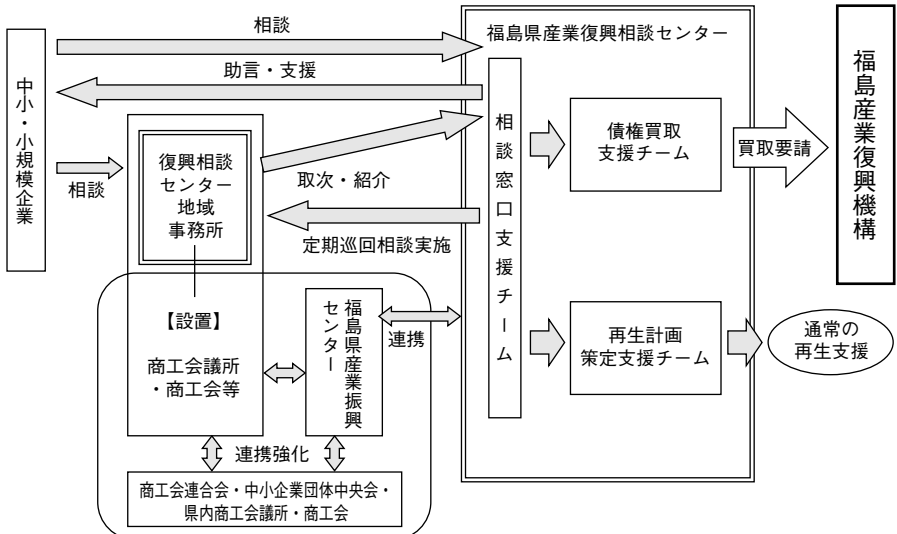 中小・小規模企業
相談
助言・支援
相談
復興相談
センター
地域
事務所
【設置】
商工会議所
・商工会等
取次・紹介
定期巡回相談実施
福島県産業振興
センター
連携
連携強化
商工会連合会・中小企業団体中央会・
県内商工会議所・商工会
福島県産業復興相談センター
相談窓口支援チーム
債権買取
支援チーム
再生計画
策定支援チーム
買取要請
福島産業復興機構
通常の
再生支援